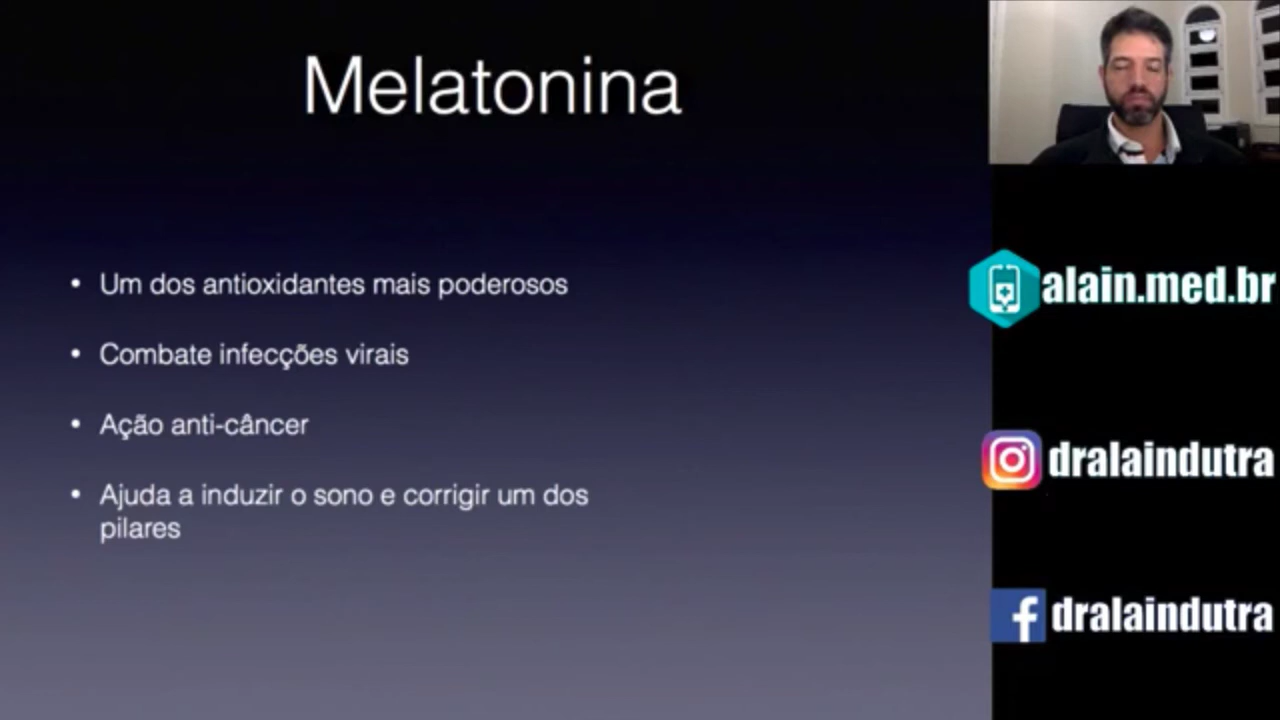 Melatonina
• Um dos antioxidantes mais poderosos
• Combate infecções virais
• Ação anti-câncer
• Ajuda a induzir o sono e corrigir um dos
pilares
alain.med.br
dralaindutra
dralaindutra